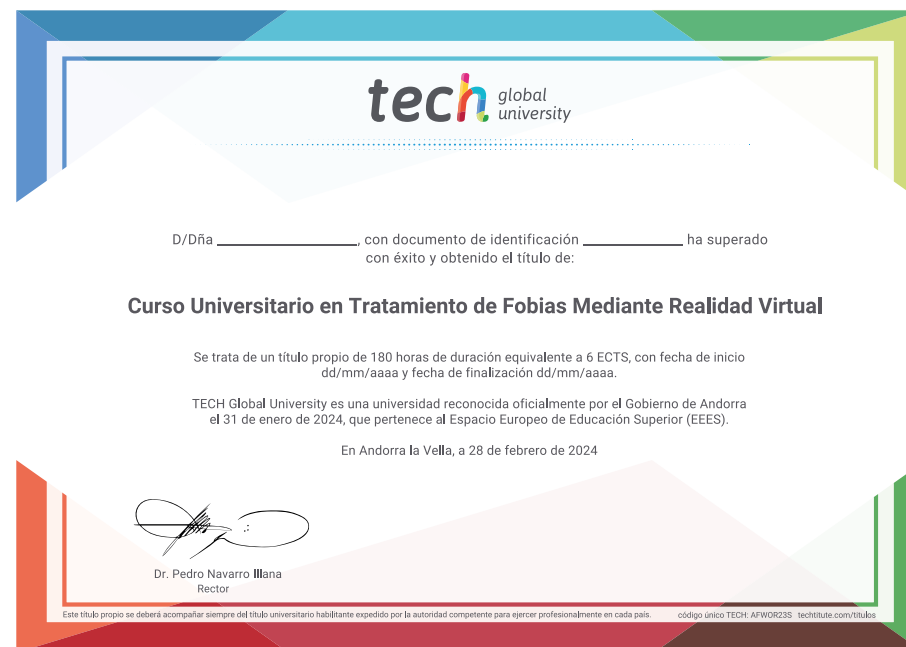 tech global university
D/Dña ____________________, con documento de identificación ______________ ha superado
con éxito y obtenido el título de:
Curso Universitario en Tratamiento de Fobias Mediante Realidad Virtual
Se trata de un título propio de 180 horas de duración equivalente a 6 ECTS, con fecha de inicio
dd/mm/aaaa y fecha de finalización dd/mm/aaaa.
TECH Global University es una universidad reconocida oficialmente por el Gobierno de Andorra
el 31 de enero de 2024, que pertenece al Espacio Europeo de Educación Superior (EEES).
En Andorra la Vella, a 28 de febrero de 2024
Dr. Pedro Navarro Illana
Rector
Este título propio se deberá acompañar siempre del título universitario habilitante expedido por la autoridad competente para ejercer profesionalmente en cada país. código único TECH: AFWOR23S techtitute.com/titulos